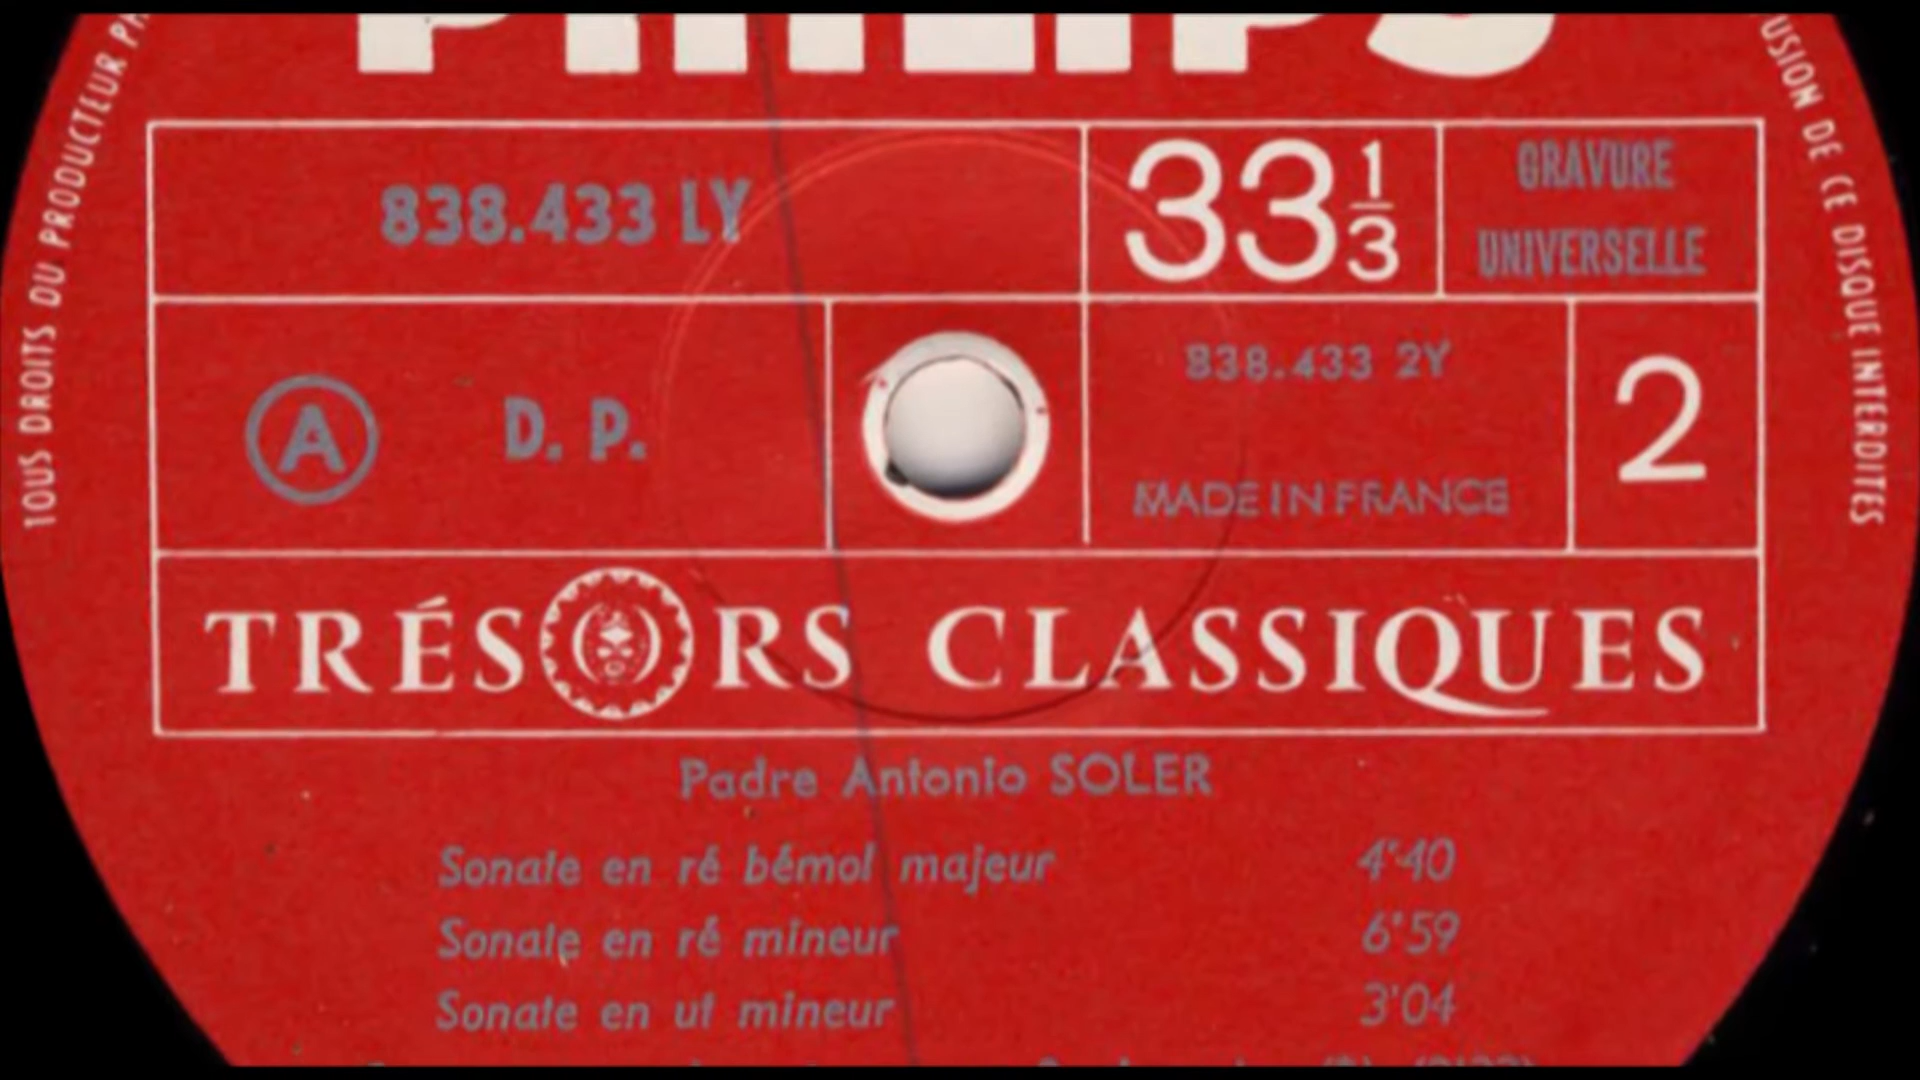 PHILIPS
TOUS DROITS DU PRODUCTEUR
USION DE CE DISQUE INTERDITES
838.433 LY
33 1/3
GRAVURE
UNIVERSELLE
A
D. P.
838.433 2Y
MADE IN FRANCE
2
TRÉSORS CLASSIQUES
Padre Antonio SOLER
Sonate en ré bémol majeur 4'40
Sonate en ré mineur 6'59
Sonate en ut mineur 3'04